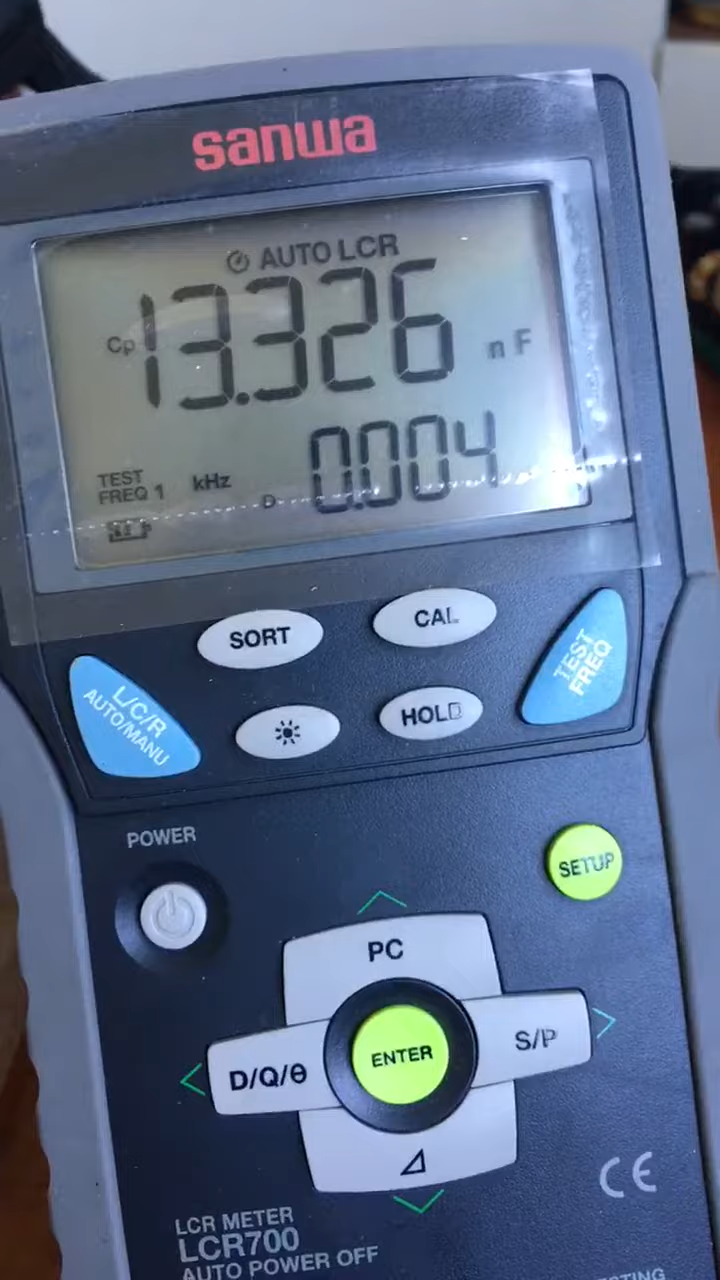 sanwa
AUTO LCR
Cp 13.326 n F
TEST
FREQ 1 kHz D 0.004
SORT
CAL
L/C/R
AUTO/MANU
HOLD
TEST
FREQ
POWER
SETUP
PC
D/Q/θ
ENTER
S/P
LCR METER
LCR700
AUTO POWER OFF
CE